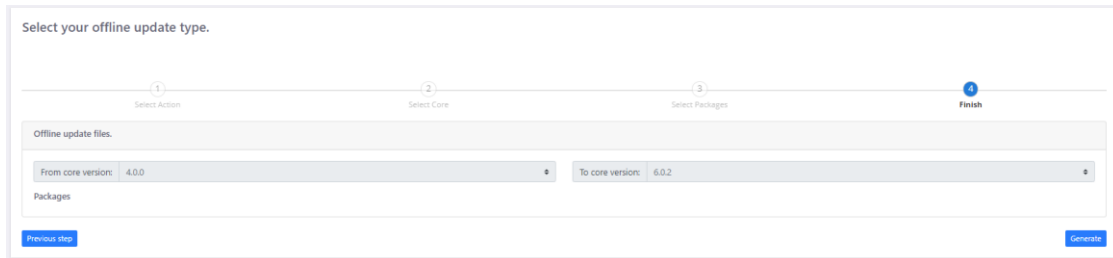 Select your offline update type.
1 2 3 4
Select Action Select Core Select Packages Finish
Offline update files.
From core version: 4.0.0 To core version: 6.0.2
Packages
Previous step Generate